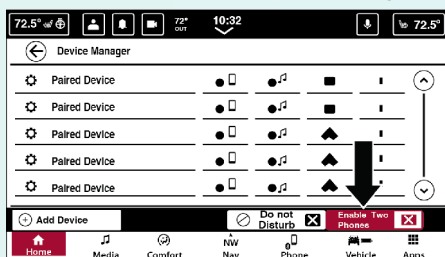 72.5° 72° OUT 10:32 72.5°
Device Manager
Paired Device
Paired Device
Paired Device
Paired Device
Paired Device
Add Device Do not Disturb Enable Two Phones
Home Media Comfort NW Nav 0 Phone Vehicle Apps